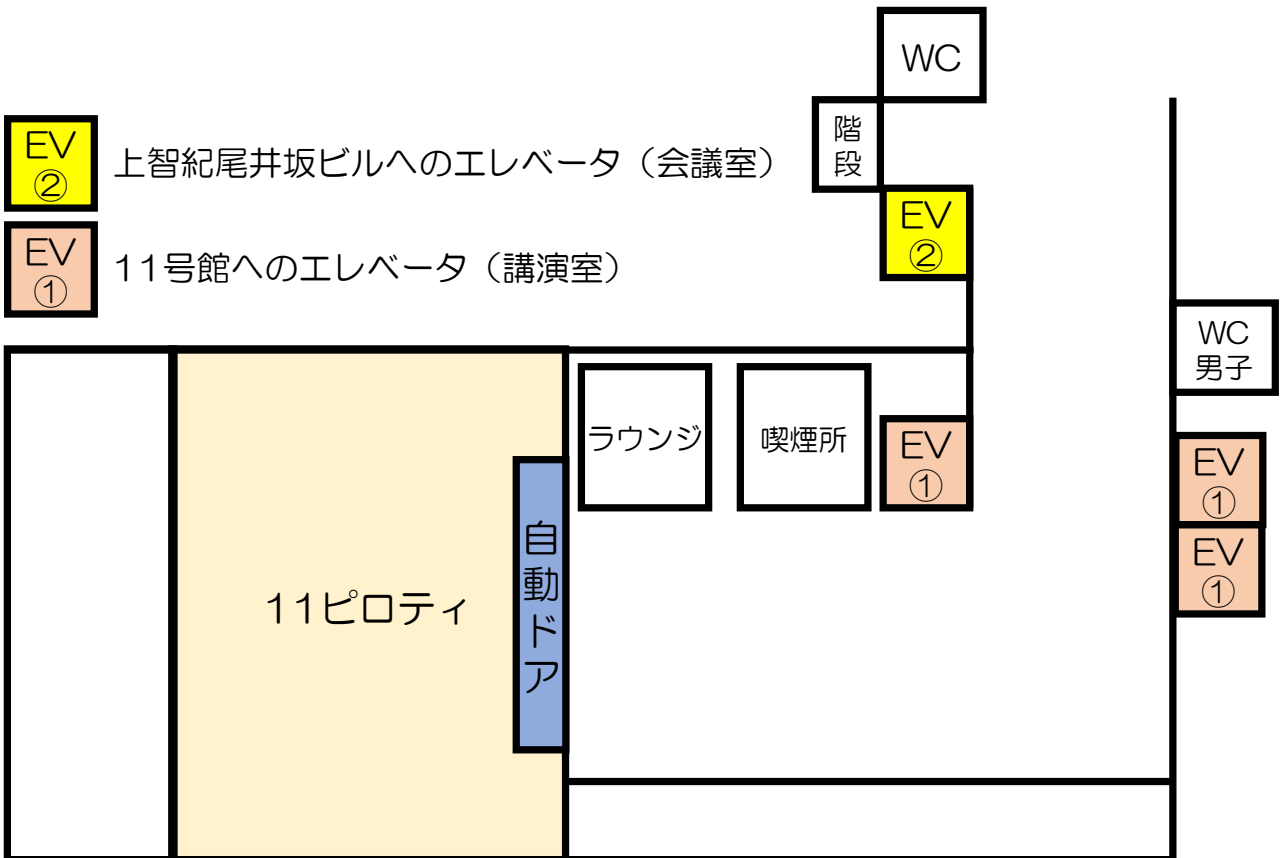 WC
階
段
EV
②
上智紀尾井坂ビルへのエレベータ（会議室）
EV
②
EV
①
11号館へのエレベータ（講演室）
WC
男子
ラウンジ
喫煙所
EV
①
EV
①
EV
①
自
動
ド
ア
11ピロティ